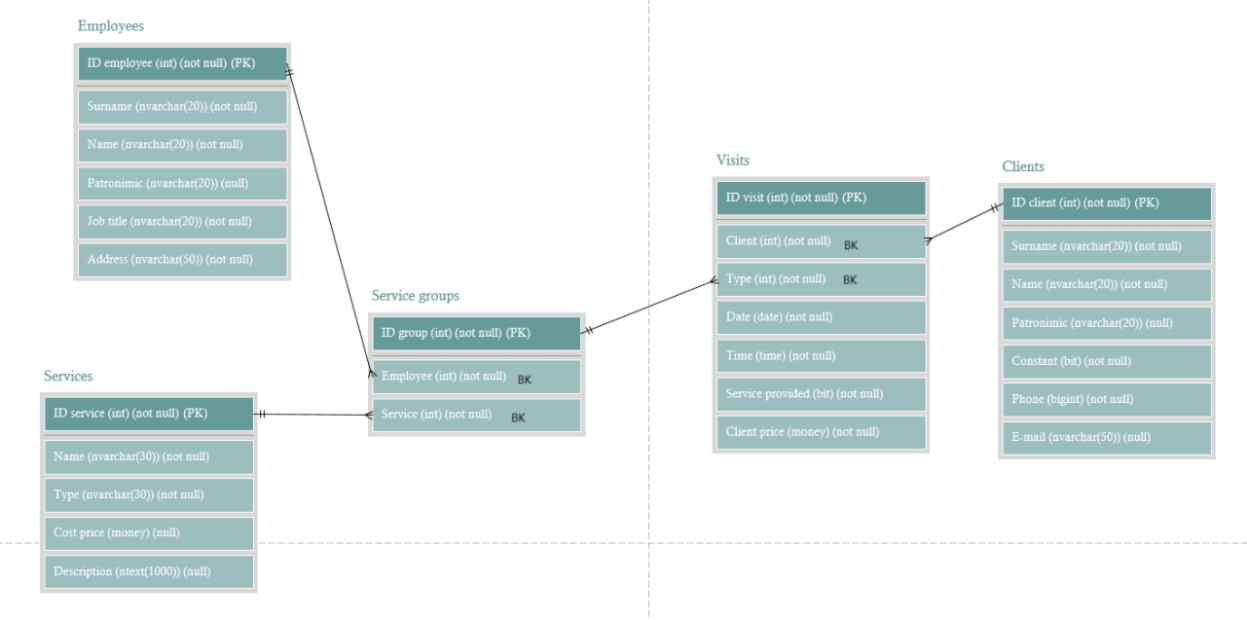 Employees
ID employee (int) (not null) (PK)
Surname (nvarchar(20)) (not null)
Name (nvarchar(20)) (not null)
Patronimic (nvarchar(20)) (null)
Job title (nvarchar(20)) (not null)
Address (nvarchar(50)) (not null)
Services
ID service (int) (not null) (PK)
Name (nvarchar(30)) (not null)
Type (nvarchar(30)) (not null)
Cost price (money) (null)
Description (ntext(1000)) (null)
Service groups
ID group (int) (not null) (PK)
Employee (int) (not null) BK
Service (int) (not null) BK
Visits
ID visit (int) (not null) (PK)
Client (int) (not null) BK
Type (int) (not null) BK
Date (date) (not null)
Time (time) (not null)
Service provided (bit) (not null)
Client price (money) (not null)
Clients
ID client (int) (not null) (PK)
Surname (nvarchar(20)) (not null)
Name (nvarchar(20)) (not null)
Patronimic (nvarchar(20)) (null)
Constant (bit) (not null)
Phone (bigint) (not null)
E-mail (nvarchar(50)) (null)